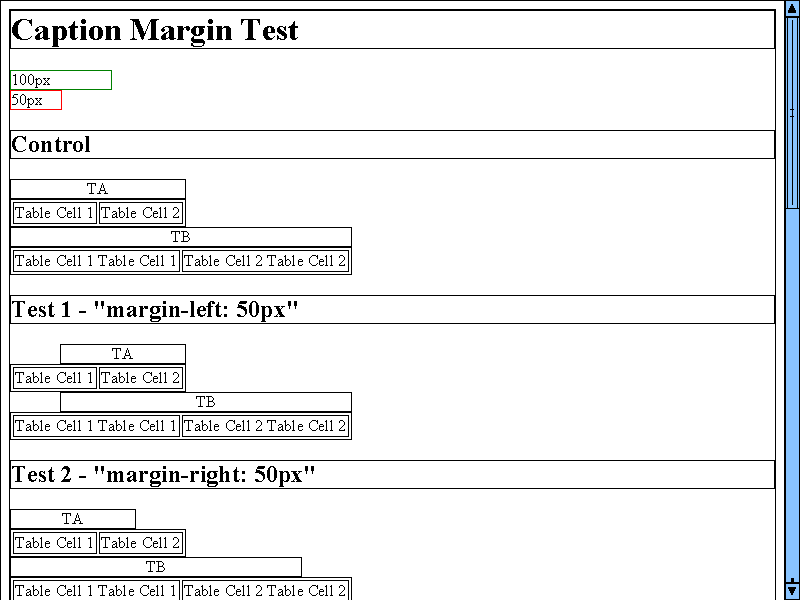 Caption Margin Test
100px
50px
Control
TA
Table Cell 1 Table Cell 2
TB
Table Cell 1 Table Cell 1 Table Cell 2 Table Cell 2
Test 1 - "margin-left: 50px"
TA
Table Cell 1 Table Cell 2
TB
Table Cell 1 Table Cell 1 Table Cell 2 Table Cell 2
Test 2 - "margin-right: 50px"
TA
Table Cell 1 Table Cell 2
TB
Table Cell 1 Table Cell 1 Table Cell 2 Table Cell 2